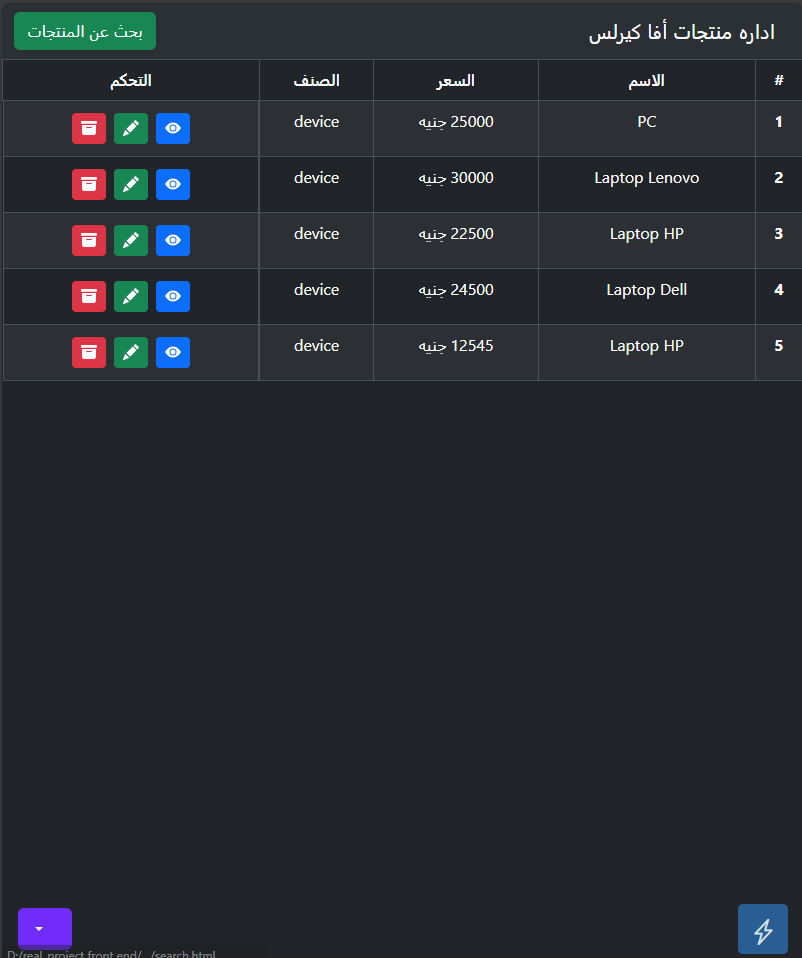 اداره منتجات أفا كيرلس
بحث عن المنتجات
# الاسم السعر الصنف التحكم
1 PC 25000 جنيه device
2 Laptop Lenovo 30000 جنيه device
3 Laptop HP 22500 جنيه device
4 Laptop Dell 24500 جنيه device
5 Laptop HP 12545 جنيه device
D:/real project front end/.../search.html